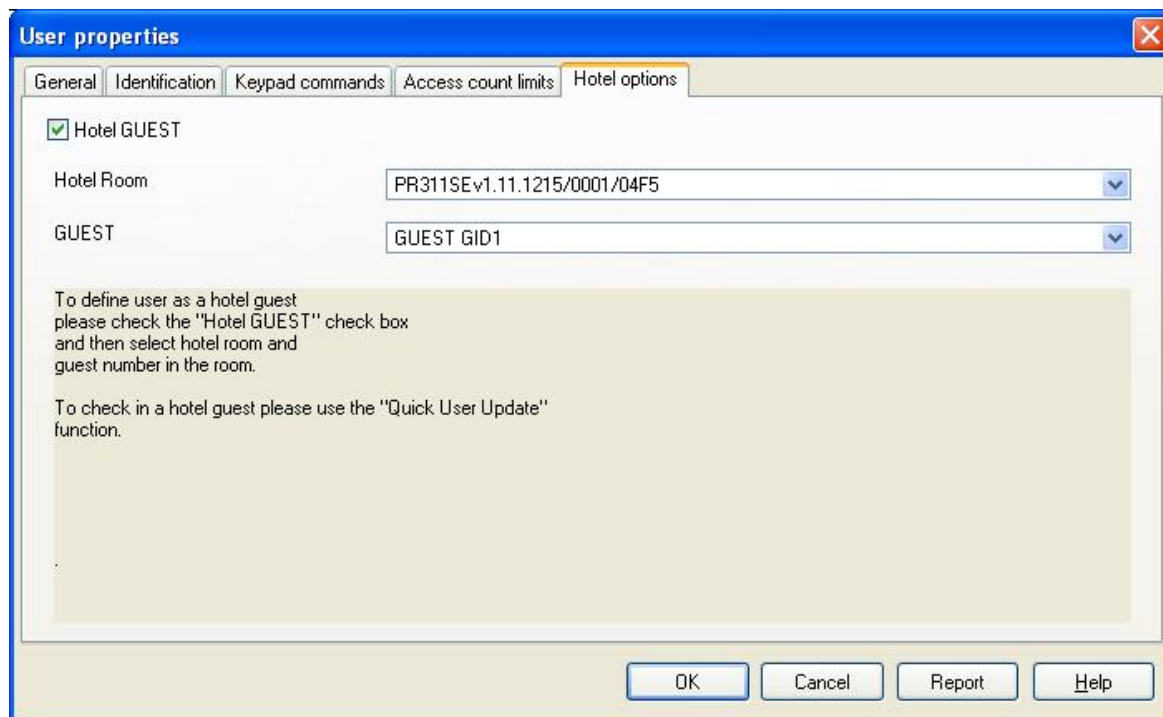 User properties
General Identification Keypad commands Access count limits Hotel options
Hotel GUEST
Hotel Room PR311SEv1.11.1215/0001/04F5
GUEST GUEST GID1
To define user as a hotel guest
please check the "Hotel GUEST" check box
and then select hotel room and
guest number in the room.
To check in a hotel guest please use the "Quick User Update"
function.
.
OK Cancel Report Help